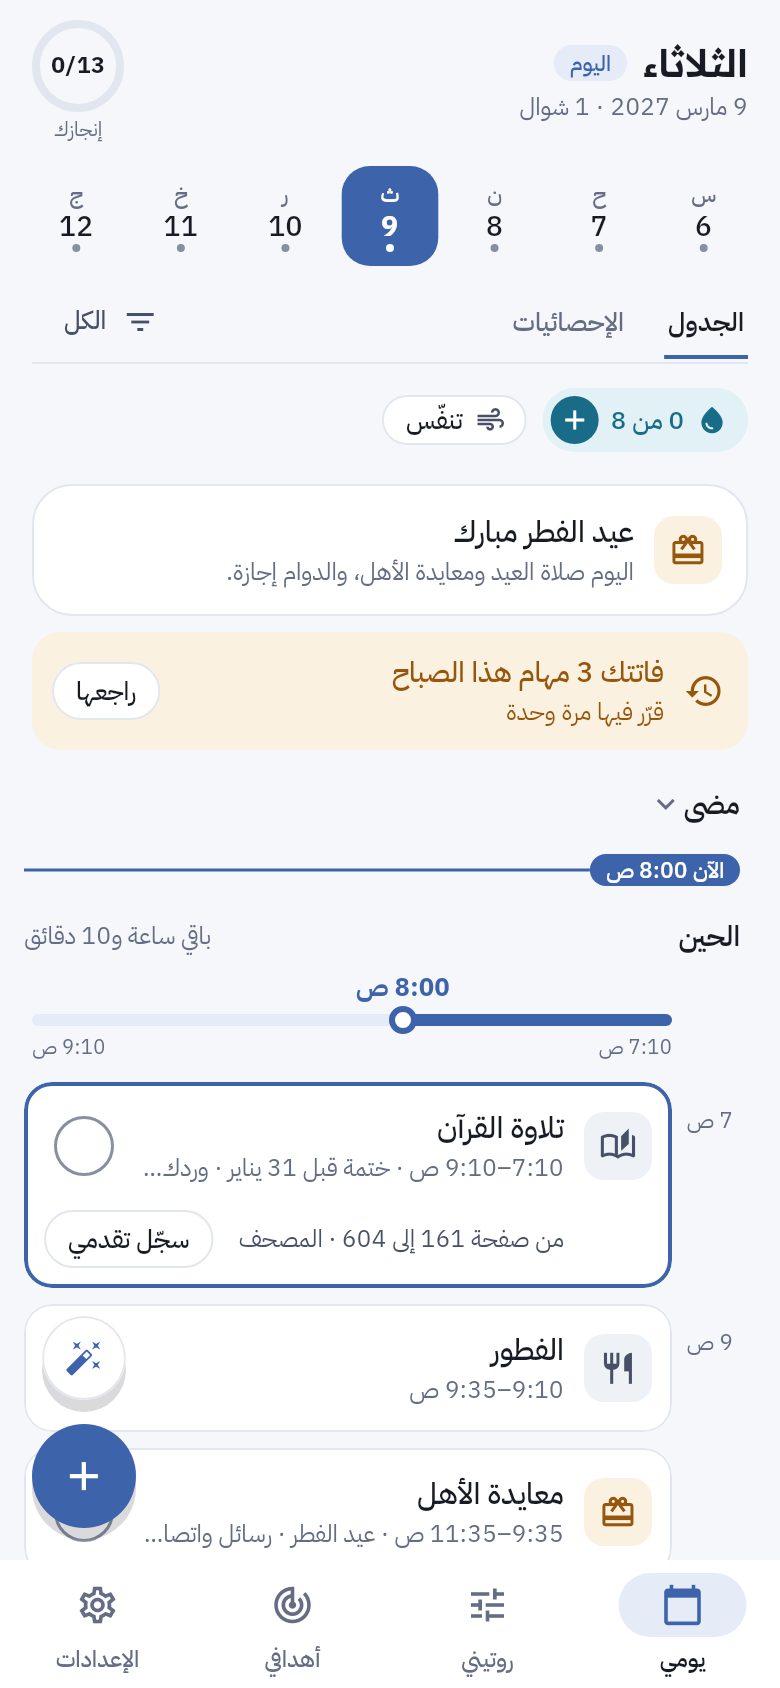 الثلاثاء اليوم
9 مارس 2027 · 1 شوال
0/13
إنجازك
س ح ن ث ر خ ج
6 7 8 9 10 11 12
الجدول الإحصائيات الكل
0 من 8 تنفّس
عيد الفطر مبارك
اليوم صلاة العيد ومعايدة الأهل، والدوام إجازة.
فاتتك 3 مهام هذا الصباح
قرّر فيها مرة وحدة
راجعها
مضى
الآن 8:00 ص
الحين باقي ساعة و10 دقائق
8:00 ص
7:10 ص 9:10 ص
7 ص
تلاوة القرآن
7:10–9:10 ص · ختمة قبل 31 يناير · وردك...
من صفحة 161 إلى 604 · المصحف سجّل تقدمي
9 ص
الفطور
9:10–9:35 ص
معايدة الأهل
9:35–11:35 ص · عيد الفطر · رسائل واتصا...
يومي روتيني أهدافي الإعدادات